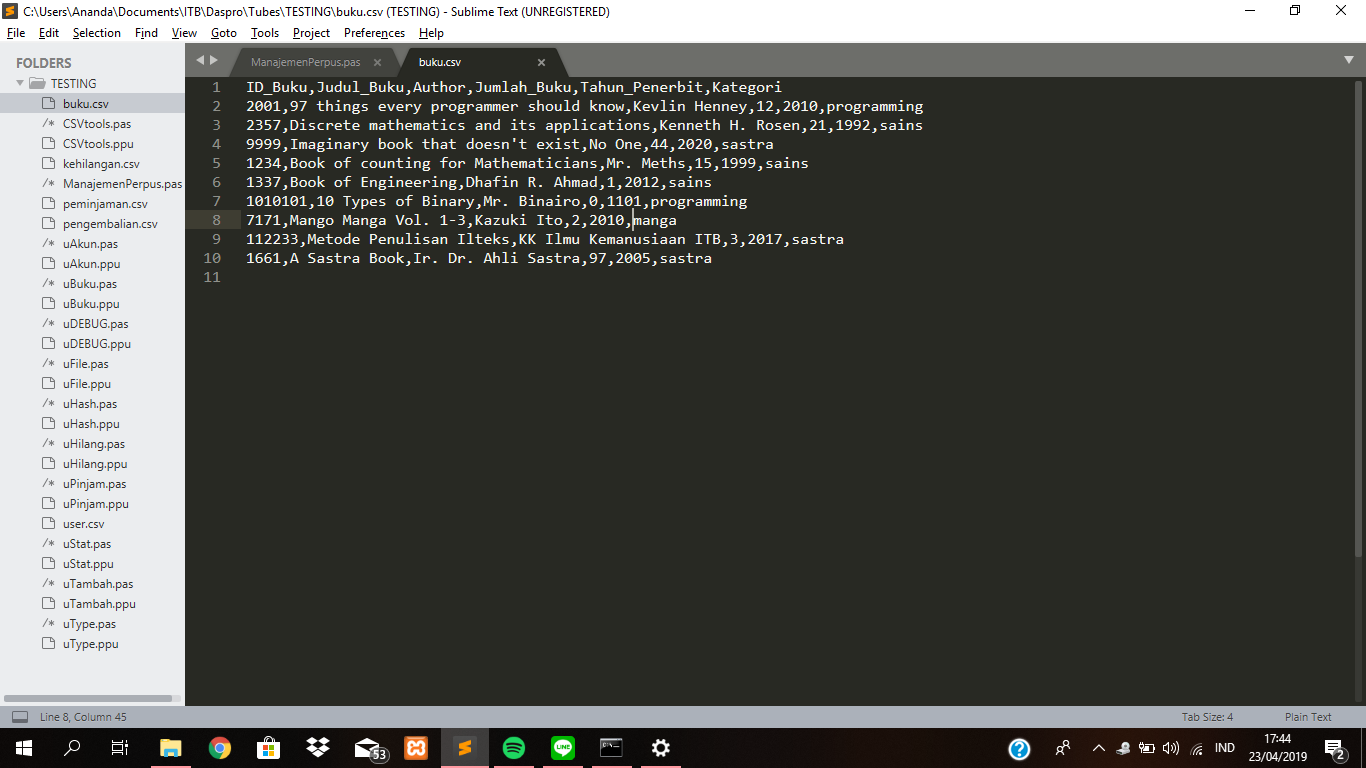 C:\Users\Ananda\Documents\ITB\Daspro\Tubes\TESTING\buku.csv (TESTING) - Sublime Text (UNREGISTERED)
File Edit Selection Find View Goto Tools Project Preferences Help
FOLDERS
TESTING
buku.csv
/* CSVtools.pas
CSVtools.ppu
kehilangan.csv
/* ManajemenPerpus.pas
peminjaman.csv
pengembalian.csv
/* uAkun.pas
uAkun.ppu
/* uBuku.pas
uBuku.ppu
/* uDEBUG.pas
uDEBUG.ppu
/* uFile.pas
uFile.ppu
/* uHash.pas
uHash.ppu
/* uHilang.pas
uHilang.ppu
/* uPinjam.pas
uPinjam.ppu
user.csv
/* uStat.pas
uStat.ppu
/* uTambah.pas
uTambah.ppu
/* uType.pas
uType.ppu
ManajemenPerpus.pas × buku.csv ×
1 ID_Buku,Judul_Buku,Author,Jumlah_Buku,Tahun_Penerbit,Kategori
2 2001,97 things every programmer should know,Kevlin Henney,12,2010,programming
3 2357,Discrete mathematics and its applications,Kenneth H. Rosen,21,1992,sains
4 9999,Imaginary book that doesn't exist,No One,44,2020,sastra
5 1234,Book of counting for Mathematicians,Mr. Meths,15,1999,sains
6 1337,Book of Engineering,Dhafin R. Ahmad,1,2012,sains
7 1010101,10 Types of Binary,Mr. Binairo,0,1101,programming
8 7171,Mango Manga Vol. 1-3,Kazuki Ito,2,2010,manga
9 112233,Metode Penulisan Ilteks,KK Ilmu Kemanusiaan ITB,3,2017,sastra
10 1661,A Sastra Book,Ir. Dr. Ahli Sastra,97,2005,sastra
11
Line 8, Column 45 Tab Size: 4 Plain Text
53 LINE IND 17:44
23/04/2019 2